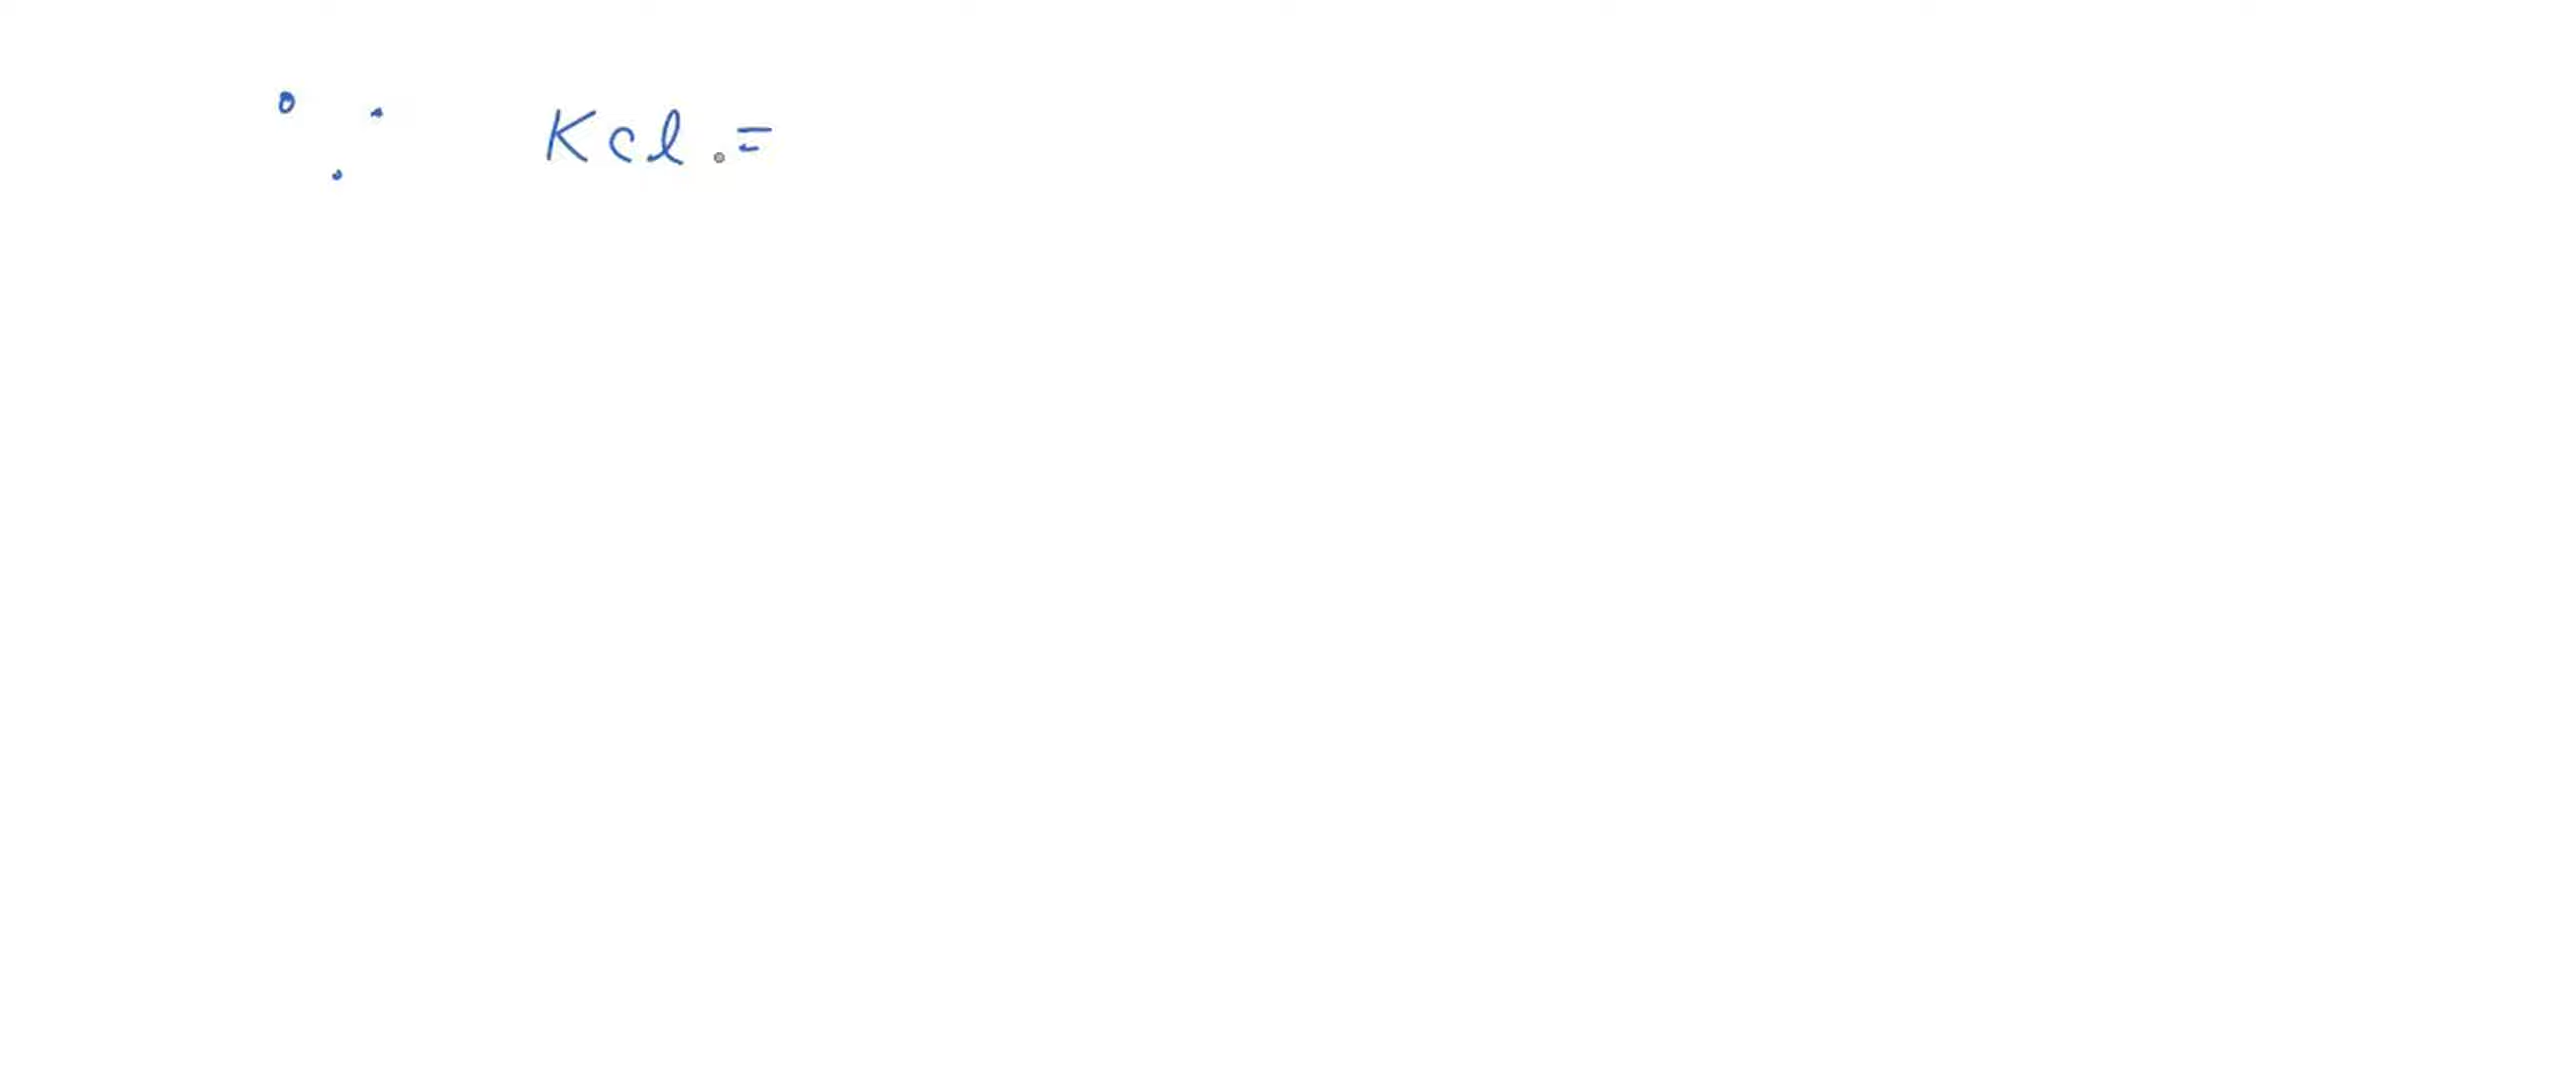 ∵ Kcl =